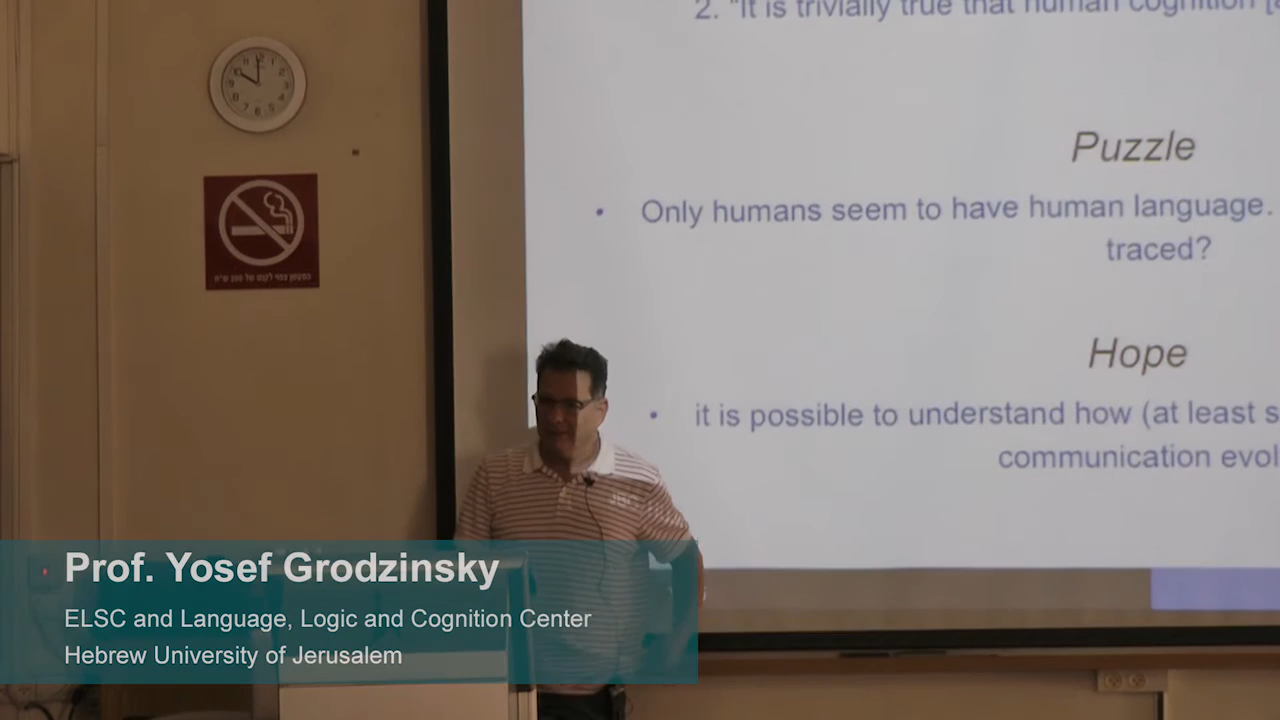 2. "It is trivially true that human cognition [a
Puzzle
• Only humans seem to have human language.
traced?
Hope
• it is possible to understand how (at least s
communication evol
Prof. Yosef Grodzinsky
ELSC and Language, Logic and Cognition Center
Hebrew University of Jerusalem